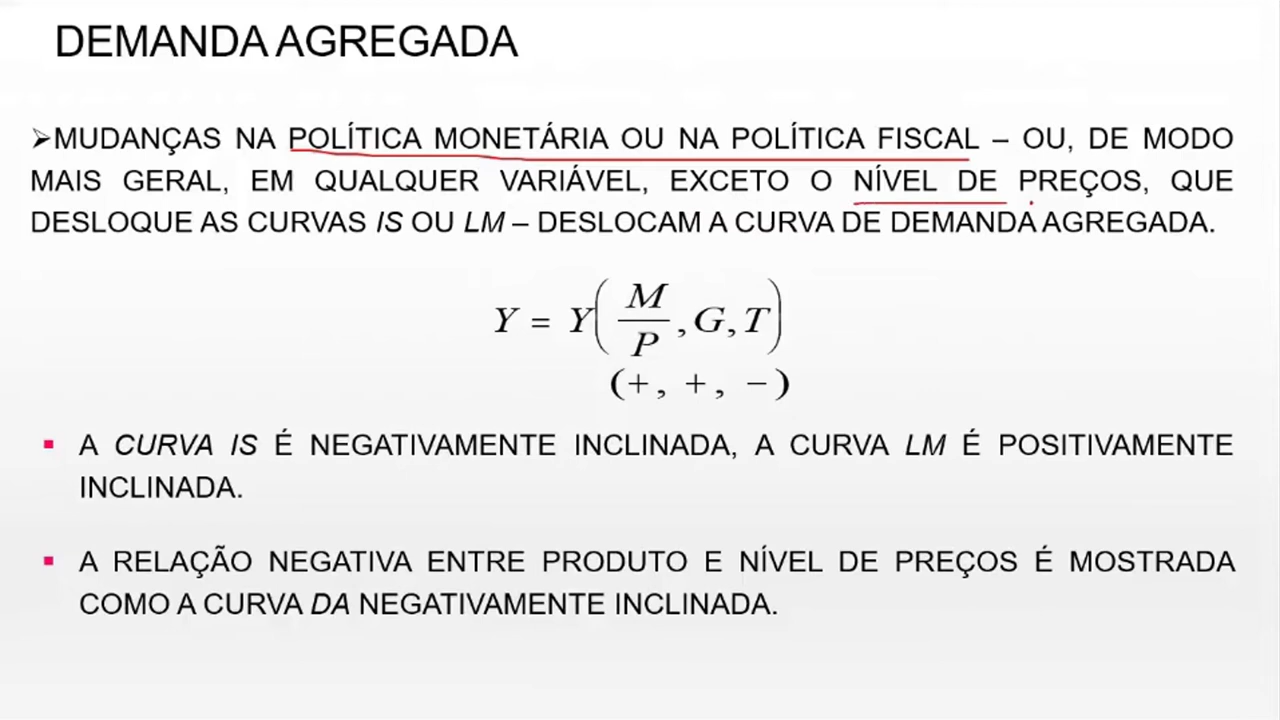 DEMANDA AGREGADA
➢MUDANÇAS NA POLÍTICA MONETÁRIA OU NA POLÍTICA FISCAL – OU, DE MODO
MAIS GERAL, EM QUALQUER VARIÁVEL, EXCETO O NÍVEL DE PREÇOS, QUE
DESLOQUE AS CURVAS IS OU LM – DESLOCAM A CURVA DE DEMANDA AGREGADA.
Y = Y(M/P, G, T)
(+, +, −)
▪ A CURVA IS É NEGATIVAMENTE INCLINADA, A CURVA LM É POSITIVAMENTE
INCLINADA.
▪ A RELAÇÃO NEGATIVA ENTRE PRODUTO E NÍVEL DE PREÇOS É MOSTRADA
COMO A CURVA DA NEGATIVAMENTE INCLINADA.